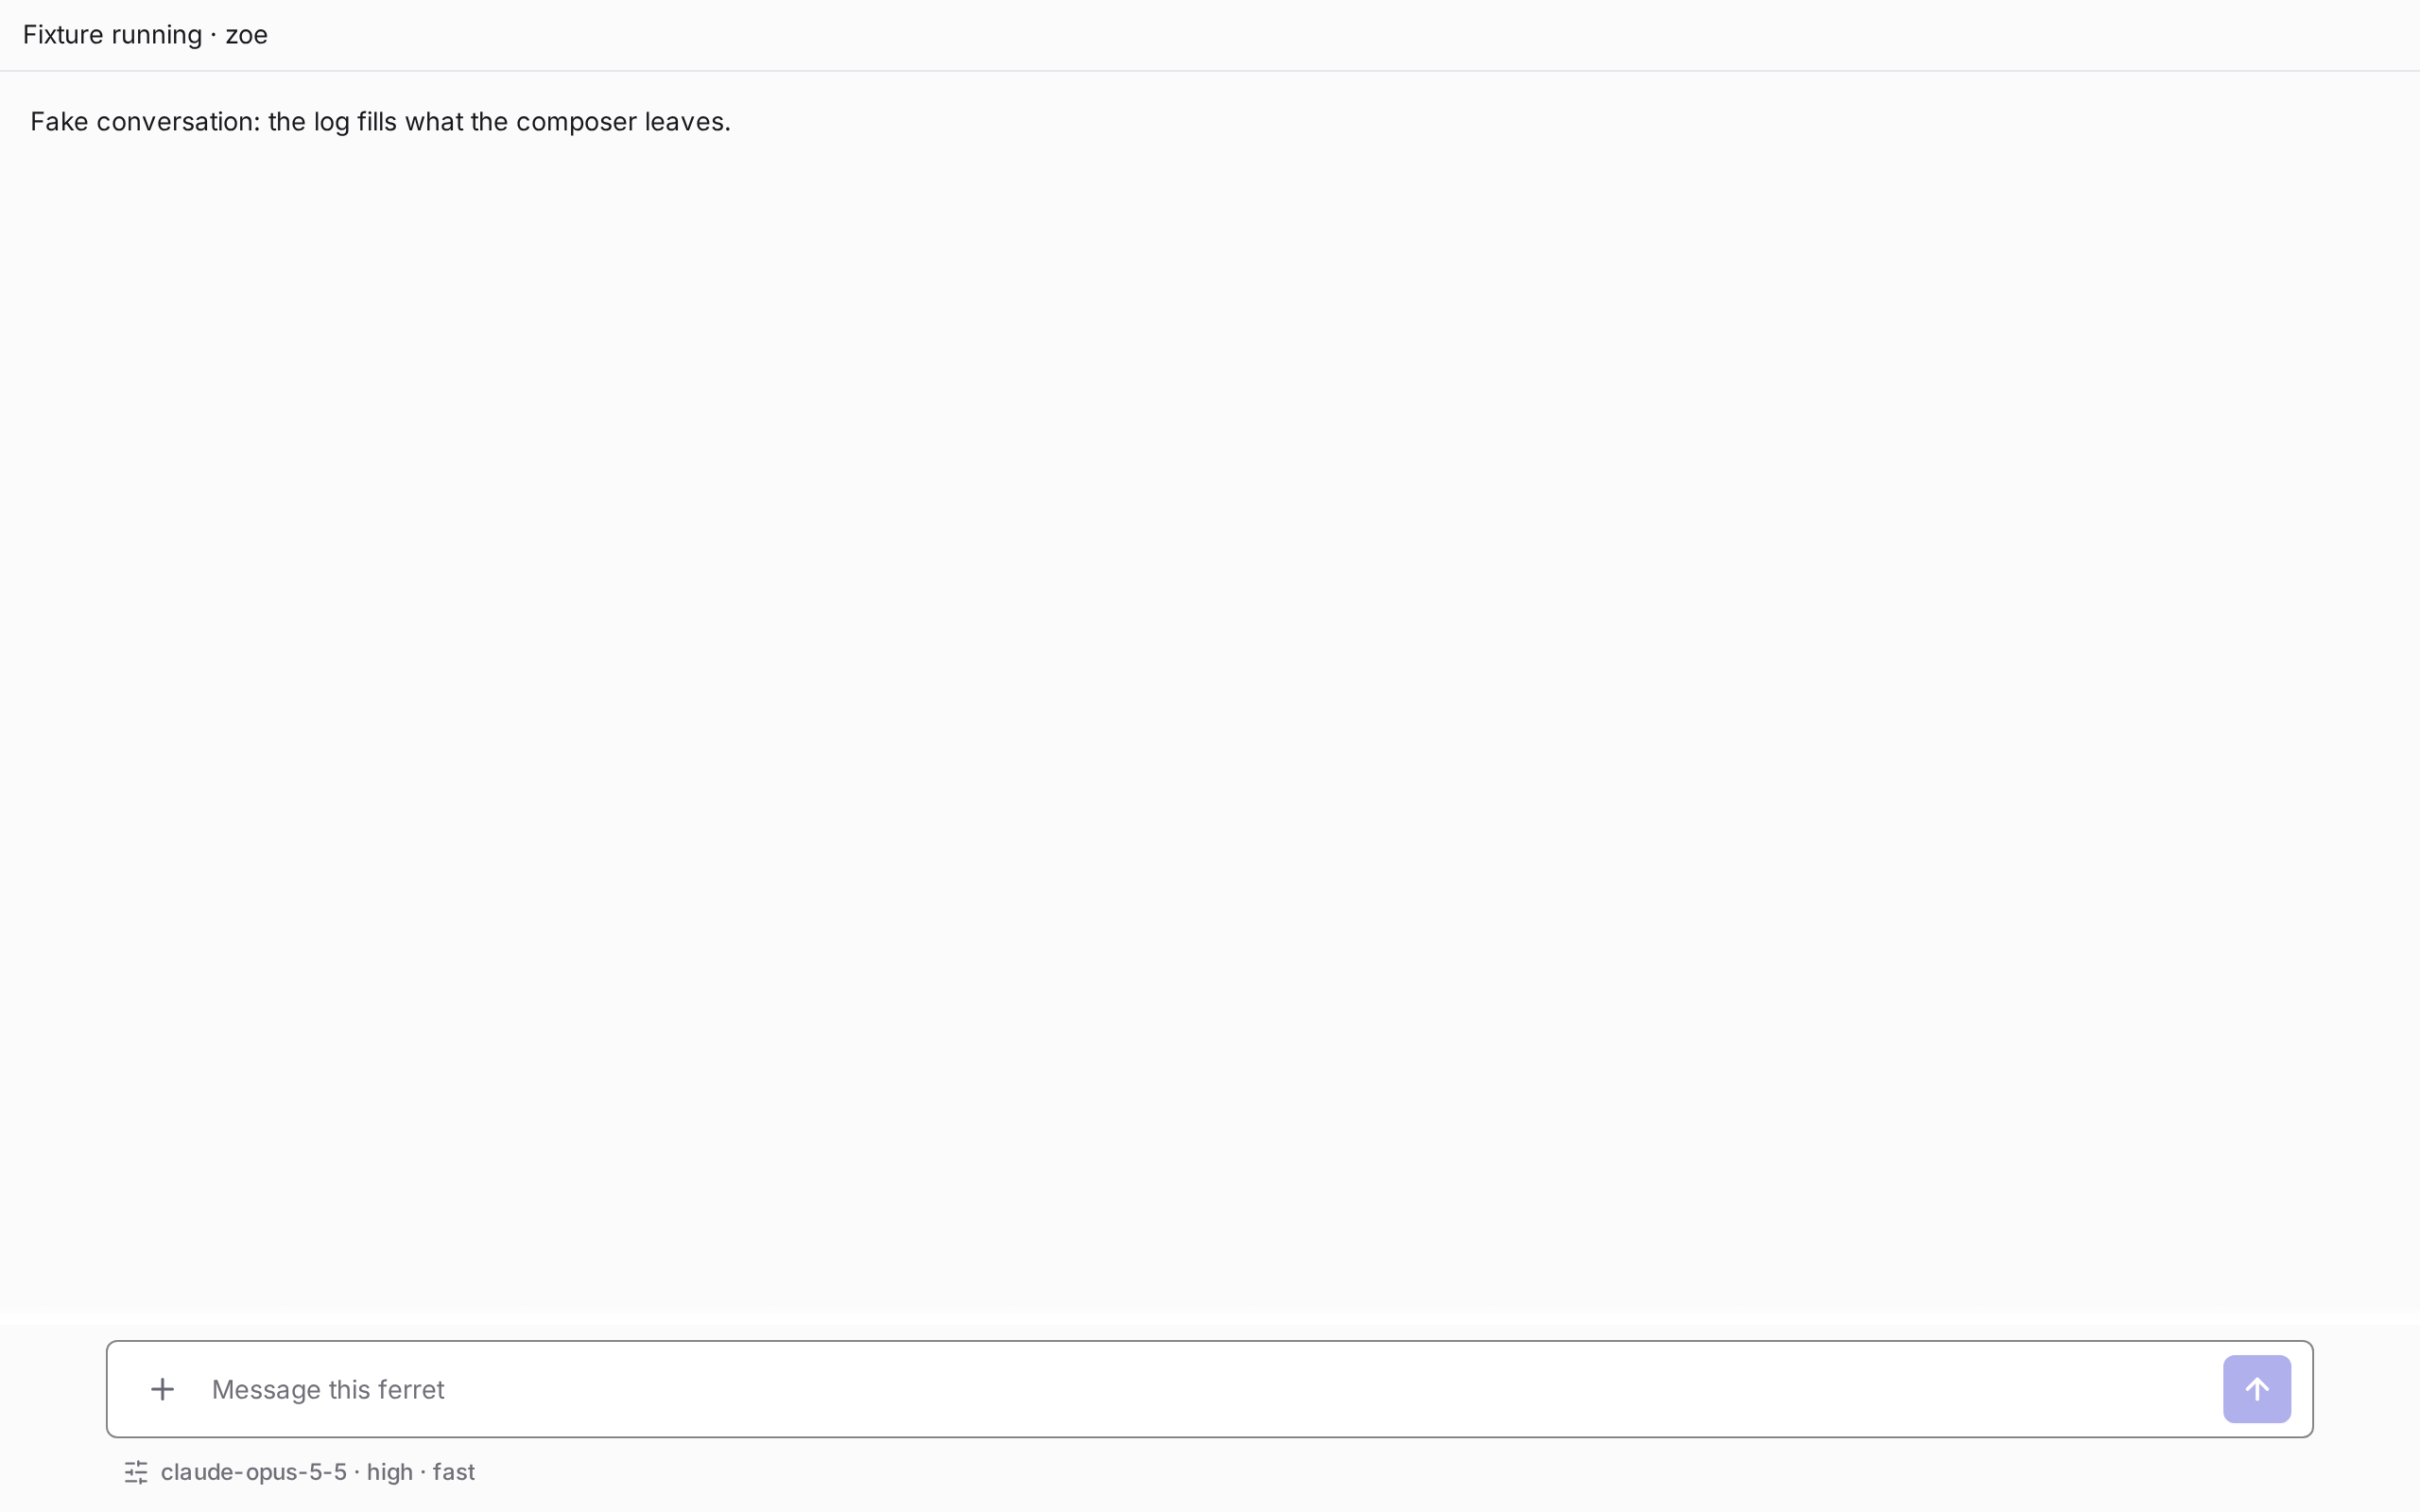 Fixture running · zoe
Fake conversation: the log fills what the composer leaves.
Message this ferret
claude-opus-5-5 · high · fast